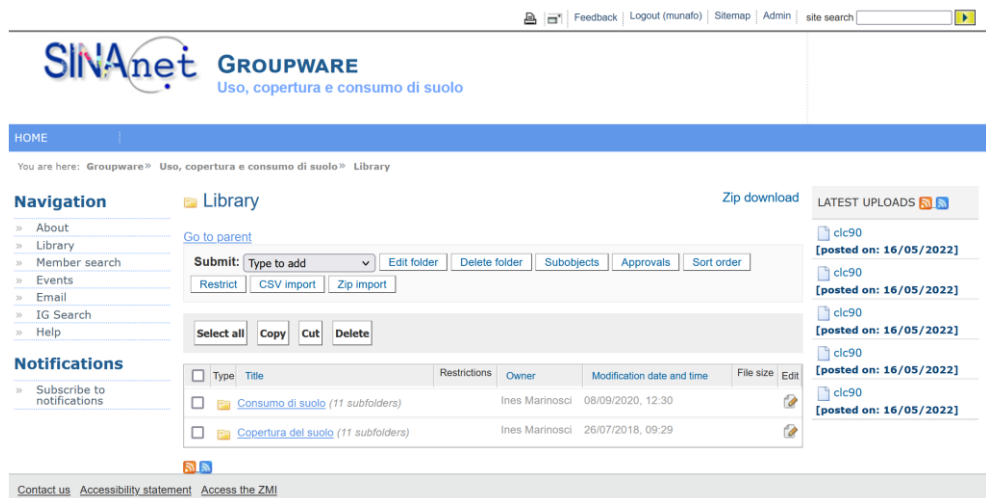 Feedback Logout (munafo) Sitemap Admin site search
SINAnet GROUPWARE
Uso, copertura e consumo di suolo
HOME
You are here: Groupware» Uso, copertura e consumo di suolo» Library
Navigation
» About
» Library
» Member search
» Events
» Email
» IG Search
» Help
Notifications
» Subscribe to
notifications
Library
Zip download
Go to parent
Submit: Type to add Edit folder Delete folder Subobjects Approvals Sort order
Restrict CSV import Zip import
Select all Copy Cut Delete
Type Title Restrictions Owner Modification date and time File size Edit
Consumo di suolo (11 subfolders) Ines Marinosci 08/09/2020, 12:30
Copertura del suolo (11 subfolders) Ines Marinosci 26/07/2018, 09:29
LATEST UPLOADS
clc90
[posted on: 16/05/2022]
clc90
[posted on: 16/05/2022]
clc90
[posted on: 16/05/2022]
clc90
[posted on: 16/05/2022]
clc90
[posted on: 16/05/2022]
Contact us Accessibility statement Access the ZMI